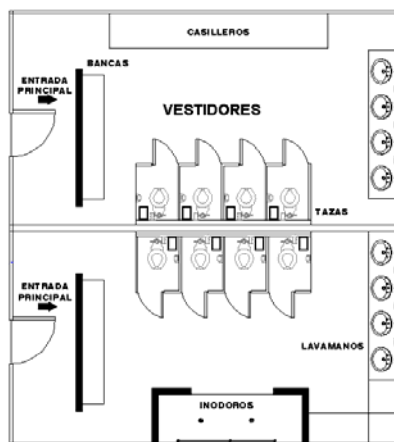 CASILLEROS
BANCAS
ENTRADA
PRINCIPAL
VESTIDORES
TAZAS
ENTRADA
PRINCIPAL
LAVAMANOS
INODOROS